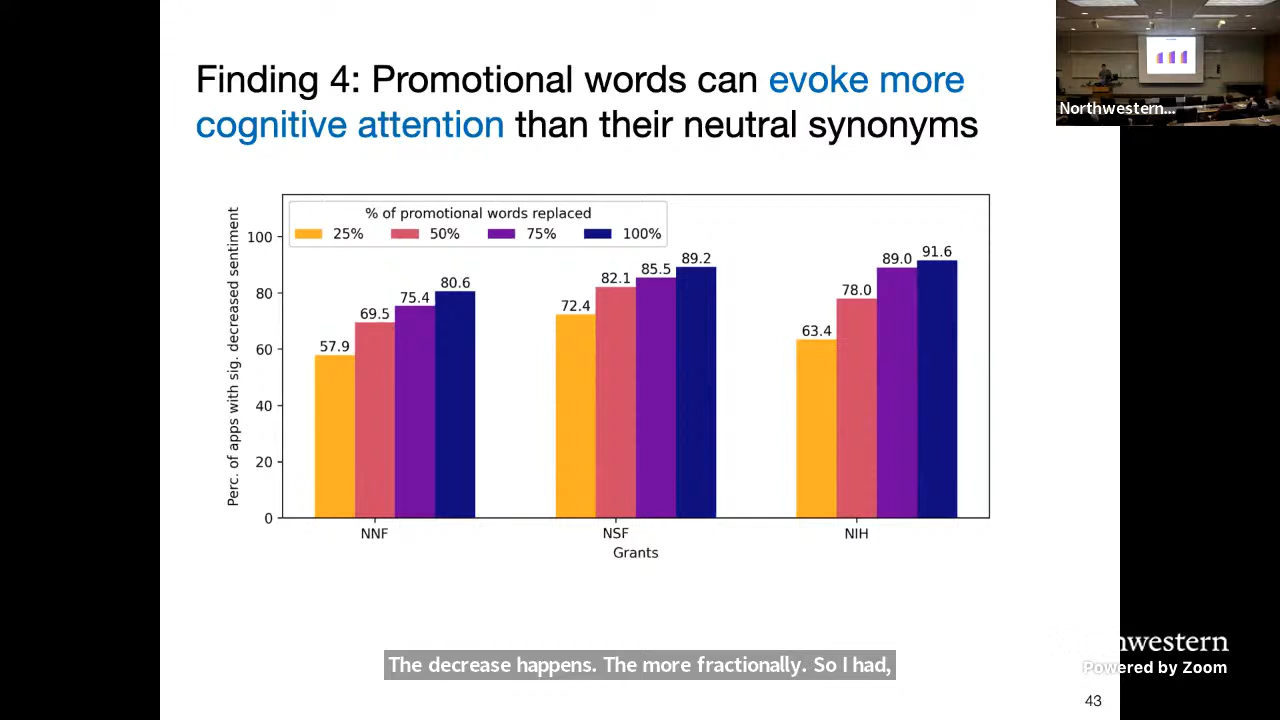 Finding 4: Promotional words can evoke more
cognitive attention than their neutral synonyms
Northwestern...
% of promotional words replaced
25% 50% 75% 100%
Perc. of apps with sig. decreased sentiment
100
80
60
40
20
0
57.9
69.5
75.4
80.6
72.4
82.1
85.5
89.2
63.4
78.0
89.0
91.6
NNF NSF NIH
Grants
The decrease happens. The more fractionally. So I had,
hwestern
Powered by Zoom
43